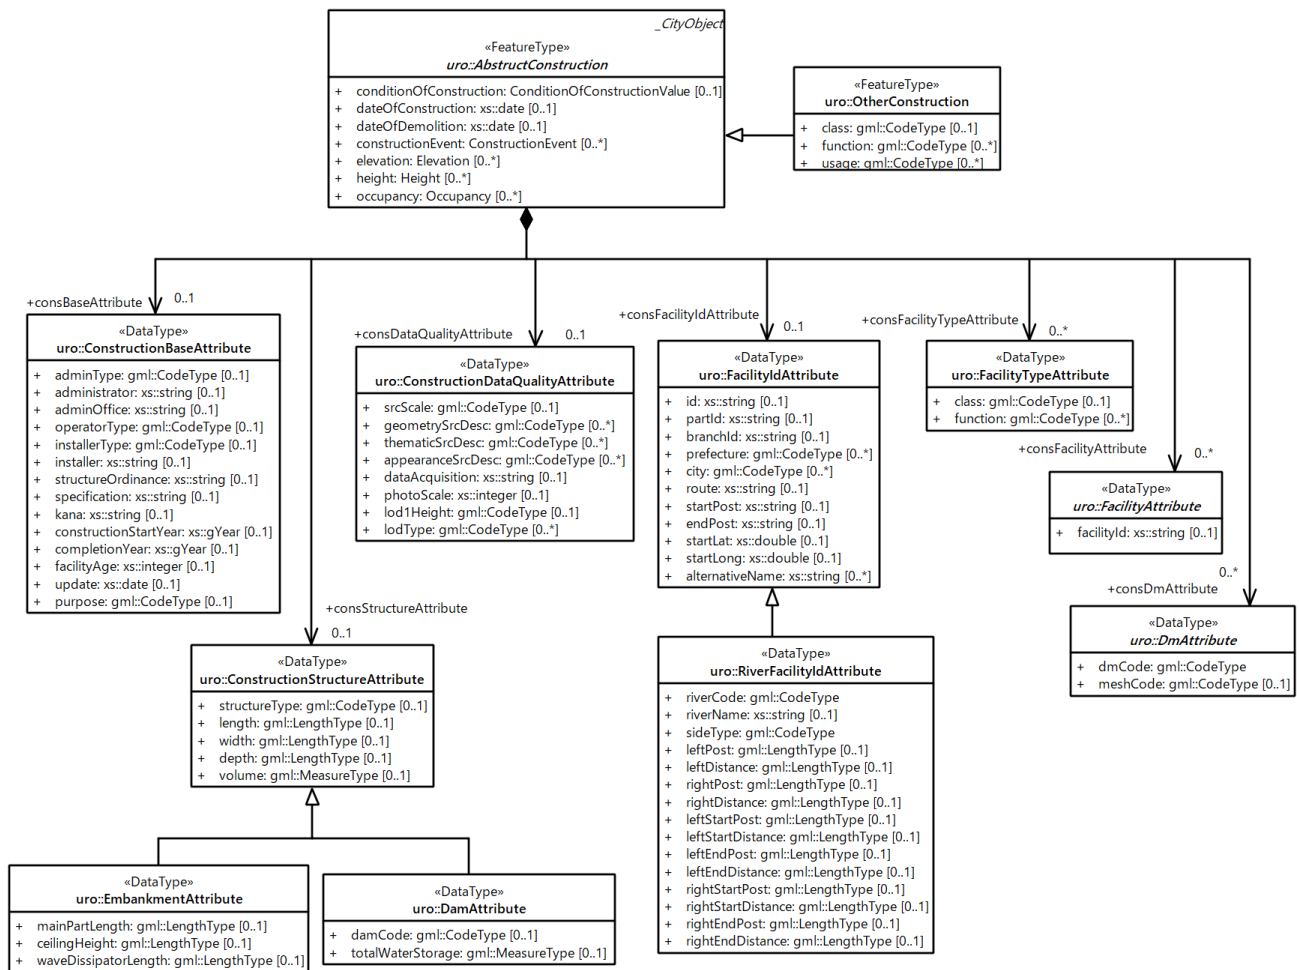 _CityObject
«FeatureType»
uro::AbstructConstruction
+ conditionOfConstruction: ConditionOfConstructionValue [0..1]
+ dateOfConstruction: xs::date [0..1]
+ dateOfDemolition: xs::date [0..1]
+ constructionEvent: ConstructionEvent [0..*]
+ elevation: Elevation [0..*]
+ height: Height [0..*]
+ occupancy: Occupancy [0..*]
«FeatureType»
uro::OtherConstruction
+ class: gml::CodeType [0..1]
+ function: gml::CodeType [0..*]
+ usage: gml::CodeType [0..*]
+consBaseAttribute
0..1
«DataType»
uro::ConstructionBaseAttribute
+ adminType: gml::CodeType [0..1]
+ administrator: xs::string [0..1]
+ adminOffice: xs::string [0..1]
+ operatorType: gml::CodeType [0..1]
+ installerType: gml::CodeType [0..1]
+ installer: xs::string [0..1]
+ structureOrdinance: xs::string [0..1]
+ specification: xs::string [0..1]
+ kana: xs::string [0..1]
+ constructionStartYear: xs::gYear [0..1]
+ completionYear: xs::gYear [0..1]
+ facilityAge: xs::integer [0..1]
+ update: xs::date [0..1]
+ purpose: gml::CodeType [0..1]
+consDataQualityAttribute
0..1
«DataType»
uro::ConstructionDataQualityAttribute
+ srcScale: gml::CodeType [0..1]
+ geometrySrcDesc: gml::CodeType [0..*]
+ thematicSrcDesc: gml::CodeType [0..*]
+ appearanceSrcDesc: gml::CodeType [0..*]
+ dataAcquisition: xs::string [0..1]
+ photoScale: xs::integer [0..1]
+ lod1Height: gml::CodeType [0..1]
+ lodType: gml::CodeType [0..*]
+consFacilityIdAttribute
0..1
«DataType»
uro::FacilityIdAttribute
+ id: xs::string [0..1]
+ partId: xs::string [0..1]
+ branchId: xs::string [0..1]
+ prefecture: gml::CodeType [0..*]
+ city: gml::CodeType [0..*]
+ route: xs::string [0..1]
+ startPost: xs::string [0..1]
+ endPost: xs::string [0..1]
+ startLat: xs::double [0..1]
+ startLong: xs::double [0..1]
+ alternativeName: xs::string [0..*]
+consFacilityTypeAttribute
0..*
«DataType»
uro::FacilityTypeAttribute
+ class: gml::CodeType [0..1]
+ function: gml::CodeType [0..*]
+consFacilityAttribute
0..*
«DataType»
uro::FacilityAttribute
+ facilityId: xs::string [0..1]
0..*
+consDmAttribute
«DataType»
uro::DmAttribute
+ dmCode: gml::CodeType
+ meshCode: gml::CodeType [0..1]
+consStructureAttribute
0..1
«DataType»
uro::ConstructionStructureAttribute
+ structureType: gml::CodeType [0..1]
+ length: gml::LengthType [0..1]
+ width: gml::LengthType [0..1]
+ depth: gml::LengthType [0..1]
+ volume: gml::MeasureType [0..1]
«DataType»
uro::RiverFacilityIdAttribute
+ riverCode: gml::CodeType
+ riverName: xs::string [0..1]
+ sideType: gml::CodeType
+ leftPost: gml::LengthType [0..1]
+ leftDistance: gml::LengthType [0..1]
+ rightPost: gml::LengthType [0..1]
+ rightDistance: gml::LengthType [0..1]
+ leftStartPost: gml::LengthType [0..1]
+ leftStartDistance: gml::LengthType [0..1]
+ leftEndPost: gml::LengthType [0..1]
+ leftEndDistance: gml::LengthType [0..1]
+ rightStartPost: gml::LengthType [0..1]
+ rightStartDistance: gml::LengthType [0..1]
+ rightEndPost: gml::LengthType [0..1]
+ rightEndDistance: gml::LengthType [0..1]
«DataType»
uro::EmbankmentAttribute
+ mainPartLength: gml::LengthType [0..1]
+ ceilingHeight: gml::LengthType [0..1]
+ waveDissipatorLength: gml::LengthType [0..1]
«DataType»
uro::DamAttribute
+ damCode: gml::CodeType [0..1]
+ totalWaterStorage: gml::MeasureType [0..1]